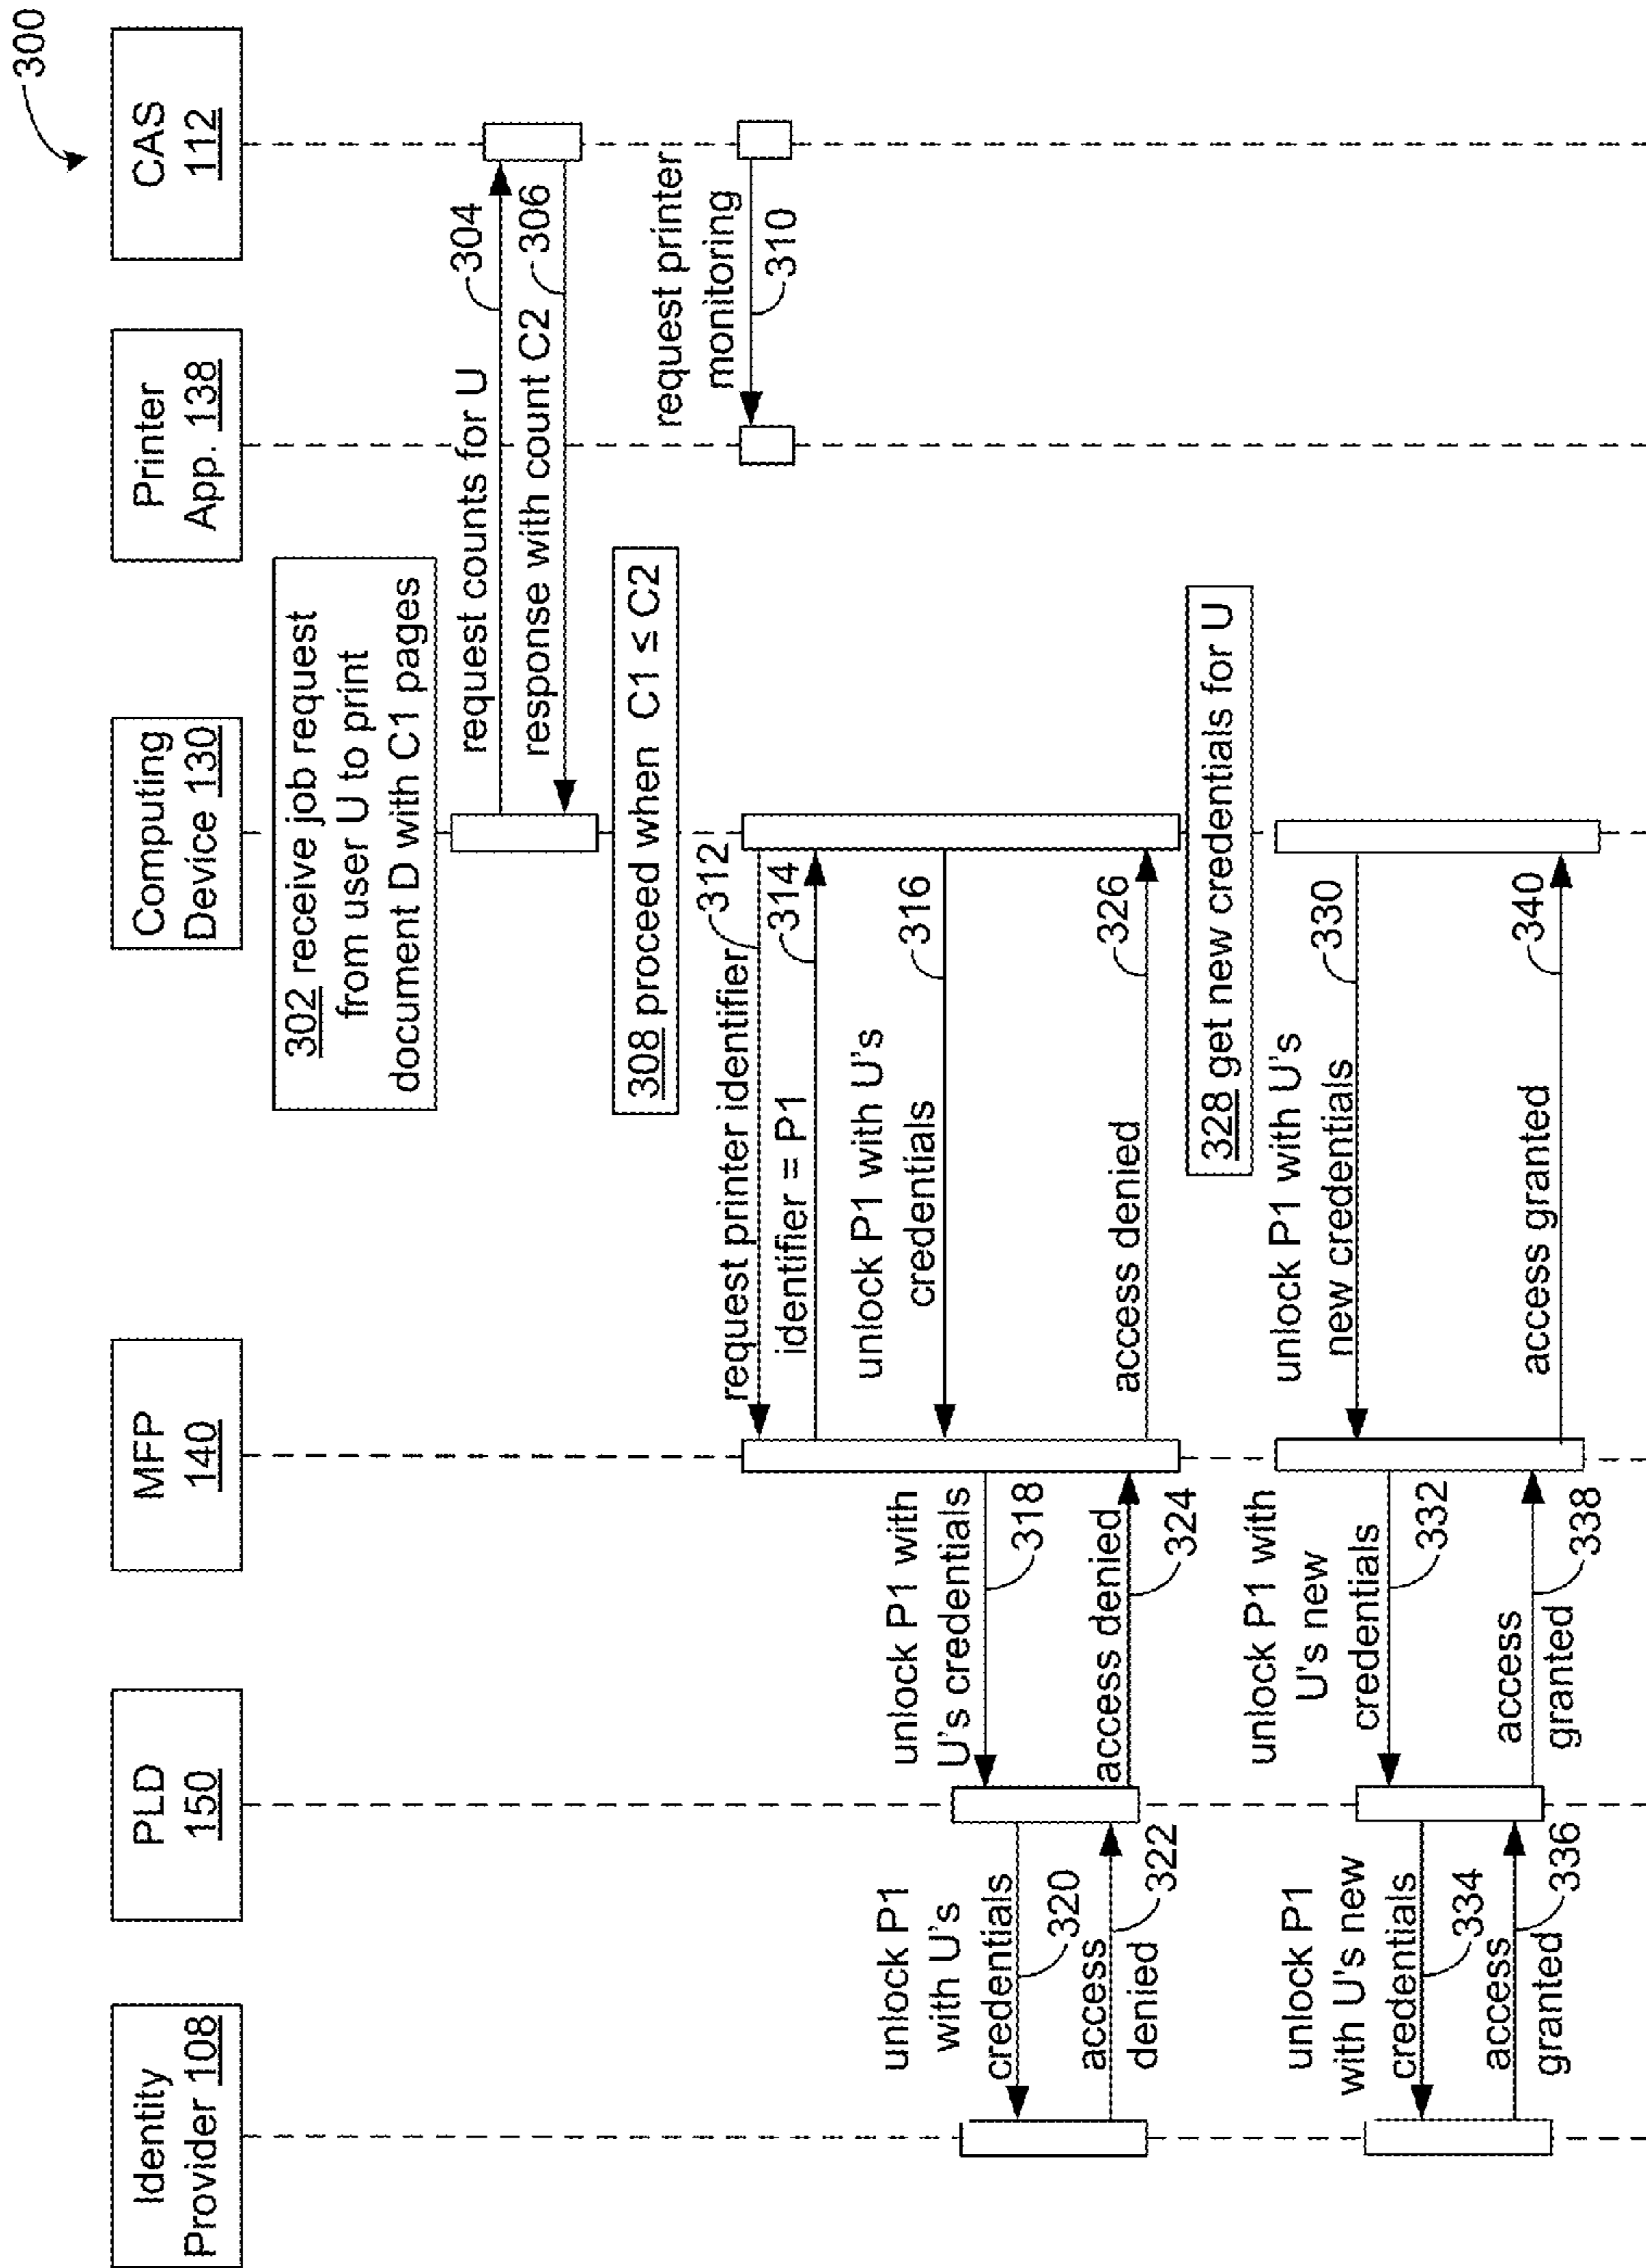 300
Identity
Provider 108
PLD
150
MFP
140
Computing
Device 130
Printer
App. 138
CAS
112
302 receive job request
from user U to print
document D with C1 pages
request counts for U
304
response with count C2
306
308 proceed when C1 ≤ C2
request printer
monitoring
310
request printer identifier
312
identifier = P1
314
unlock P1 with U's
credentials
316
unlock P1 with
U's credentials
318
unlock P1
with U's
credentials
320
access
denied
322
access denied
324
access denied
326
328 get new credentials for U
unlock P1 with U's
new credentials
330
unlock P1 with
U's new
credentials
332
unlock P1
with U's new
credentials
334
access
granted
336
access
granted
338
access granted
340